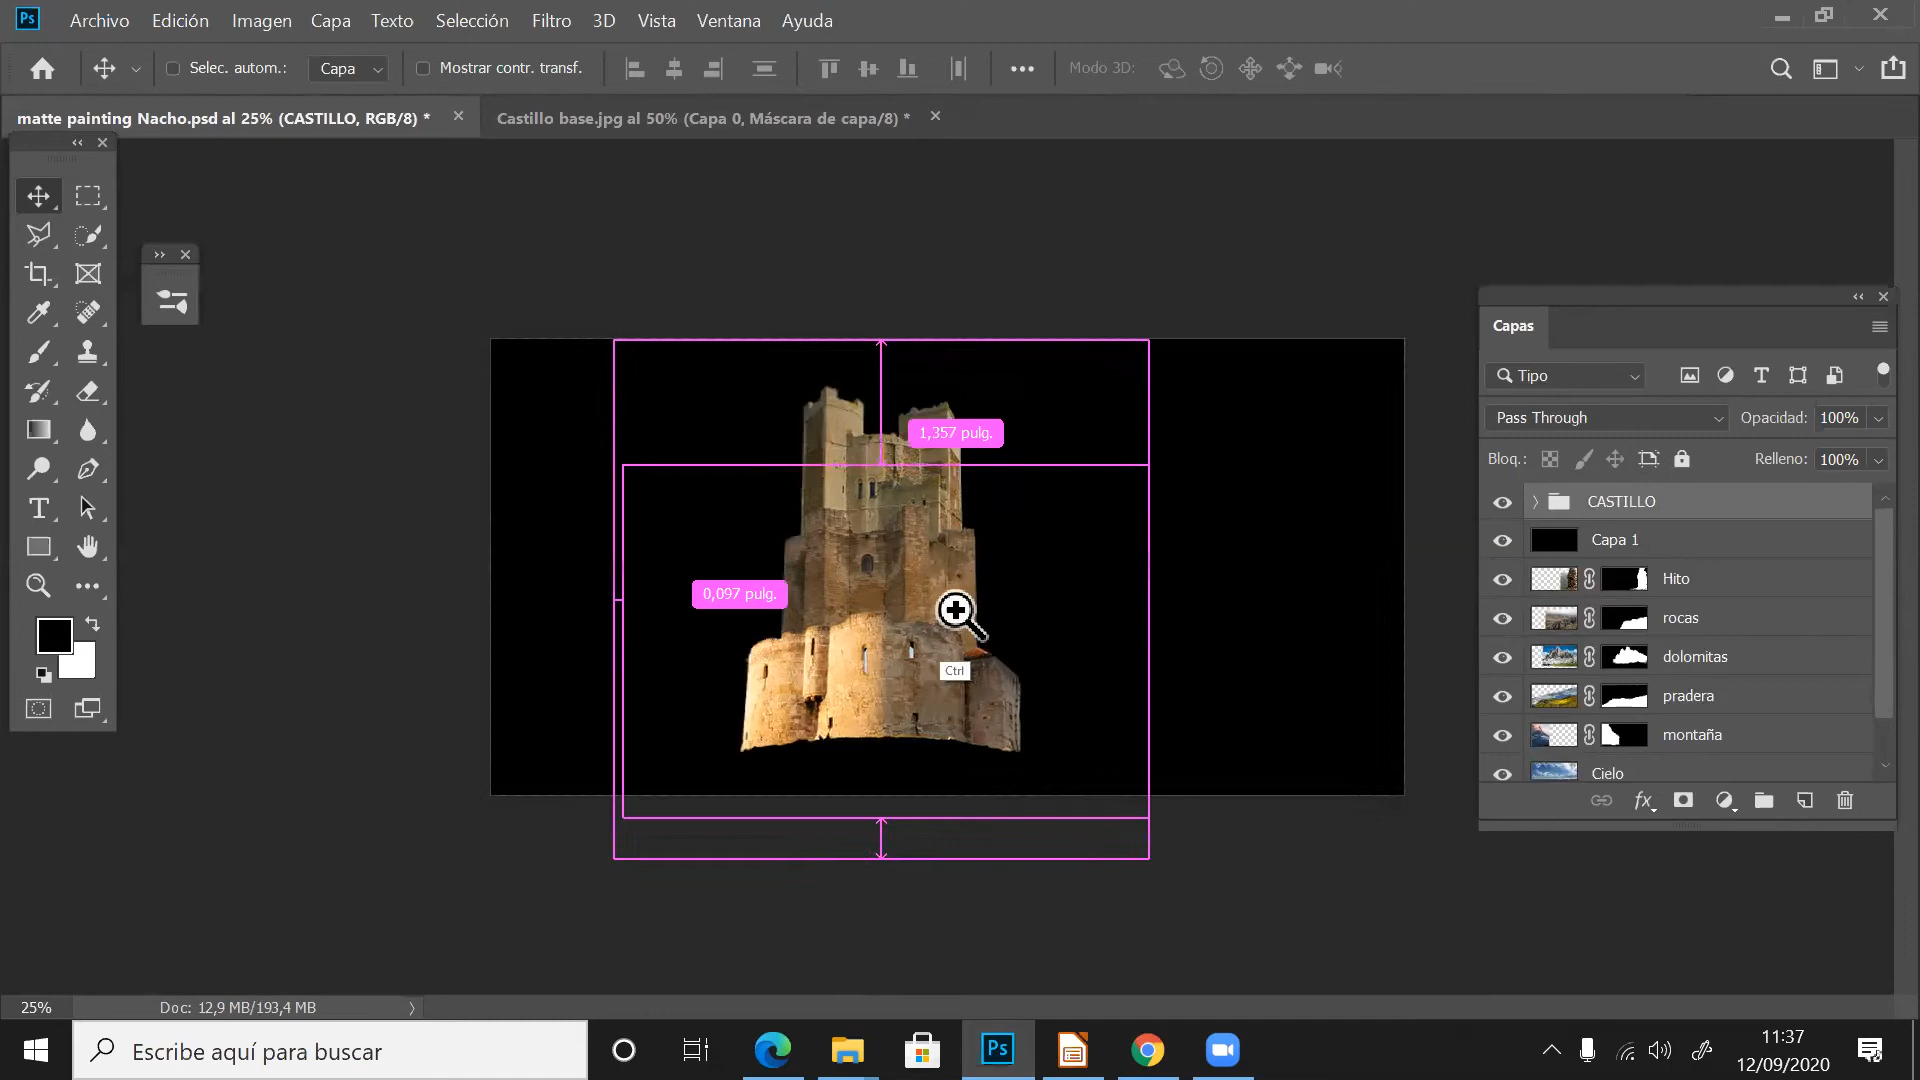 Ps Archivo Edición Imagen Capa Texto Selección Filtro 3D Vista Ventana Ayuda
Selec. autom.: Capa Mostrar contr. transf. Modo 3D:
matte painting Nacho.psd al 25% (CASTILLO, RGB/8) *
Castillo base.jpg al 50% (Capa 0, Máscara de capa/8) *
1,357 pulg.
0,097 pulg.
Ctrl
Capas
Tipo
Pass Through Opacidad: 100%
Bloq.: Relleno: 100%
CASTILLO
Capa 1
Hito
rocas
dolomitas
pradera
montaña
Cielo
fx
25% Doc: 12,9 MB/193,4 MB
Escribe aquí para buscar
Ps
11:37
12/09/2020